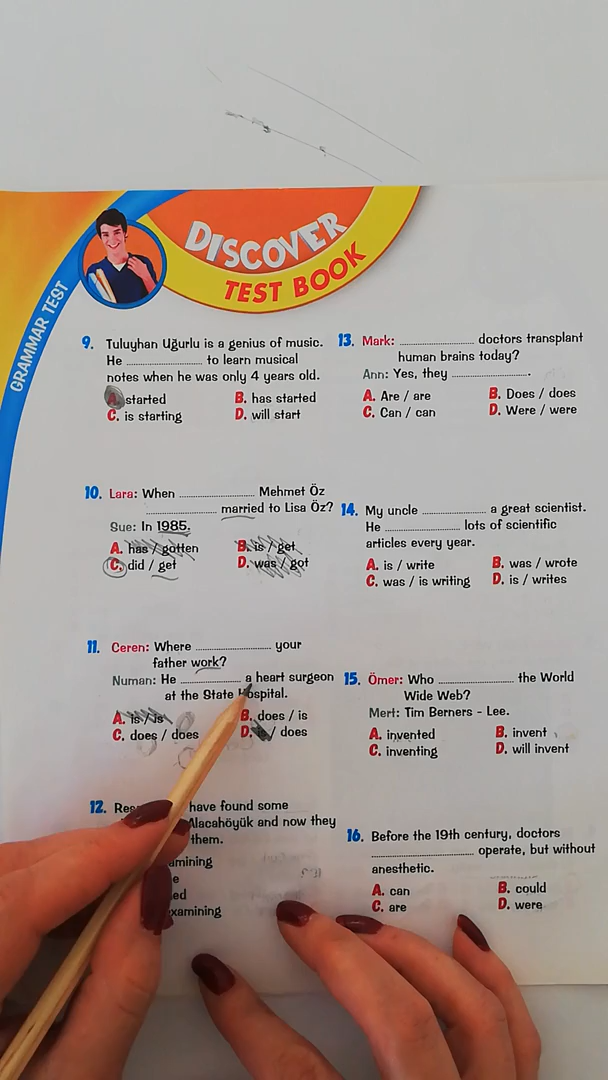 GRAMMAR TEST
DISCOVER
TEST BOOK
9. Tuluyhan Uğurlu is a genius of music.
He ........................ to learn musical
notes when he was only 4 years old.
A. started B. has started
C. is starting D. will start
10. Lara: When ........................ Mehmet Öz
........................ married to Lisa Öz?
Sue: In 1985.
A. has / gotten B. is / get
C. did / get D. was / got
11. Ceren: Where ........................ your
father work?
Numan: He .................... a heart surgeon
at the State Hospital.
A. is / is B. does / is
C. does / does D. / does
12. have found some
Alacahöyük and now they
them.
13. Mark: ........................ doctors transplant
human brains today?
Ann: Yes, they ........................ .
A. Are / are B. Does / does
C. Can / can D. Were / were
14. My uncle .................... a great scientist.
He ........................ lots of scientific
articles every year.
A. is / write B. was / wrote
C. was / is writing D. is / writes
15. Ömer: Who ........................ the World
Wide Web?
Mert: Tim Berners - Lee.
A. invented B. invent
C. inventing D. will invent
16. Before the 19th century, doctors
................................ operate, but without
anesthetic.
A. can B. could
C. are D. were